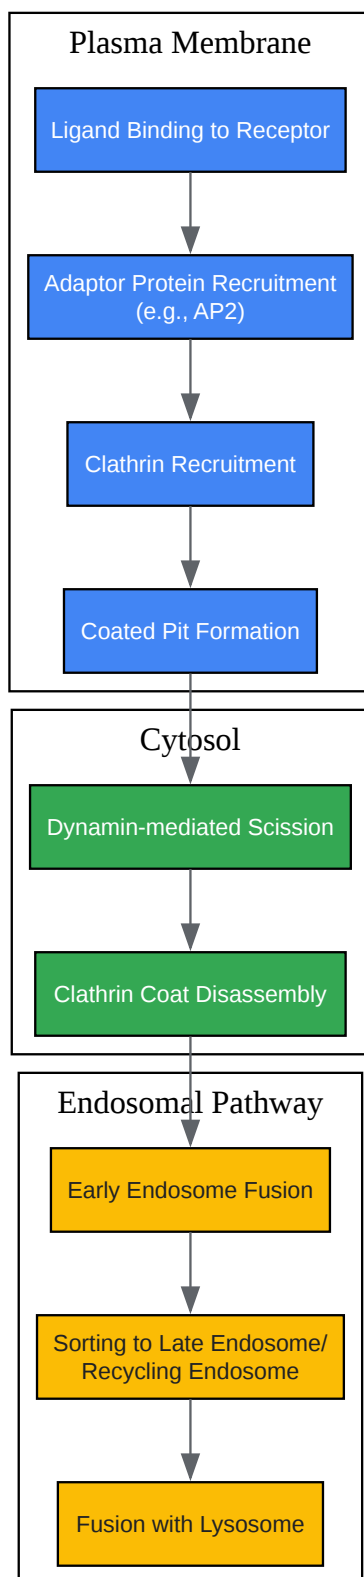 Plasma Membrane
Ligand Binding to Receptor
Adaptor Protein Recruitment
(e.g., AP2)
Clathrin Recruitment
Coated Pit Formation
Cytosol
Dynamin-mediated Scission
Clathrin Coat Disassembly
Endosomal Pathway
Early Endosome Fusion
Sorting to Late Endosome/
Recycling Endosome
Fusion with Lysosome